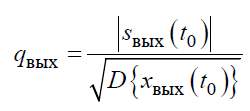 q_вых = |s_вых(t_0)| / √D{x_вых(t_0)}